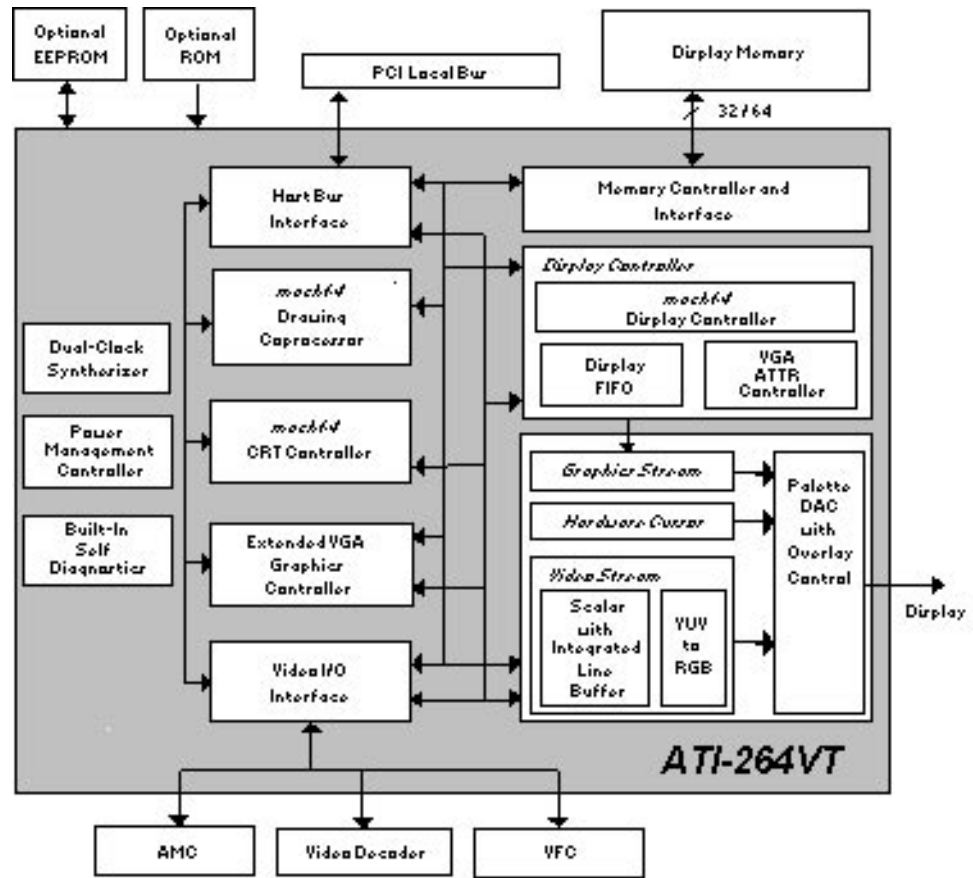 Optional
EEPROM
Optional
ROM
PCI Local Bus
Display Memory
32/64
Host Bus
Interface
Memory Controller and
Interface
mach64
Drawing
Coprocessor
Display Controller
mach64
Display Controller
Display
FIFO
VGA
ATTR
Controller
Dual-Clock
Synthesizer
Power
Management
Controller
Built-In
Self
Diagnostics
mach64
CRT Controller
Extended VGA
Graphics
Controller
Video I/O
Interface
Graphics Stream
Hardware Cursor
Video Stream
Scalar
with
Integrated
Line
Buffer
YUV
to
RGB
Palette
DAC
with
Overlay
Control
Display
ATI-264VT
AMC
Video Decoder
VFC